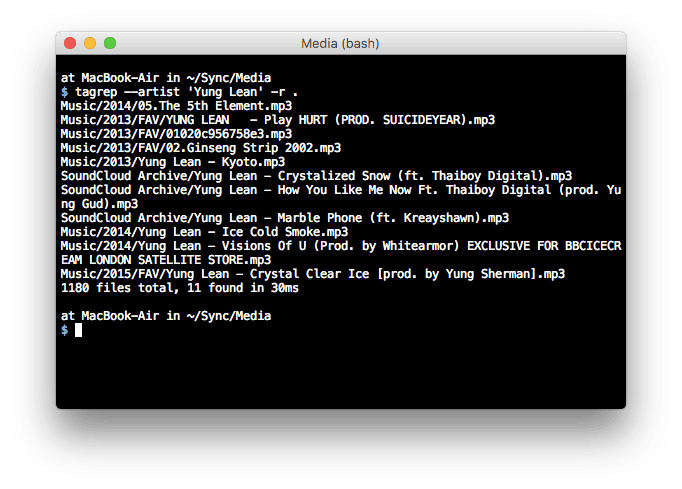 Media (bash)
at MacBook-Air in ~/Sync/Media
$ tagrep --artist 'Yung Lean' -r .
Music/2014/05.The 5th Element.mp3
Music/2013/FAV/YUNG LEAN   - Play HURT (PROD. SUICIDEYEAR).mp3
Music/2013/FAV/01020c956758e3.mp3
Music/2013/FAV/02.Ginseng Strip 2002.mp3
Music/2013/Yung Lean - Kyoto.mp3
SoundCloud Archive/Yung Lean - Crystalized Snow (ft. Thaiboy Digital).mp3
SoundCloud Archive/Yung Lean - How You Like Me Now Ft. Thaiboy Digital (prod. Yu
ng Gud).mp3
SoundCloud Archive/Yung Lean - Marble Phone (ft. Kreayshawn).mp3
Music/2014/Yung Lean - Ice Cold Smoke.mp3
Music/2014/Yung Lean - Visions Of U (Prod. by Whitearmor) EXCLUSIVE FOR BBCICECR
EAM LONDON SATELLITE STORE.mp3
Music/2015/FAV/Yung Lean - Crystal Clear Ice [prod. by Yung Sherman].mp3
1180 files total, 11 found in 30ms
at MacBook-Air in ~/Sync/Media
$